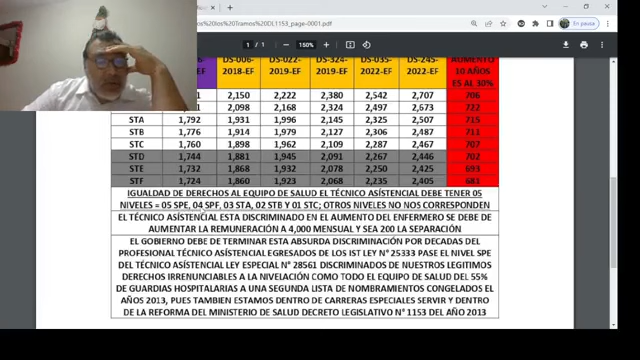 los"Tramos"DL1153_page-0001.pdf
En pausa
1 / 1 150%
DS-006- DS-022- DS-324- DS-035- DS-245- AUMENTO
EF 2018-EF 2019-EF 2019-EF 2022-EF 2022-EF 10 AÑOS
ES AL 30%
2,150 2,222 2,380 2,542 2,707 706
2,098 2,168 2,324 2,497 2,673 722
STA 1,792 1,931 1,996 2,145 2,325 2,507 715
STB 1,776 1,914 1,979 2,127 2,306 2,487 711
STC 1,760 1,898 1,962 2,109 2,287 2,467 707
STD 1,744 1,881 1,945 2,091 2,267 2,446 702
STE 1,732 1,868 1,932 2,078 2,250 2,425 693
STF 1,724 1,859 1,923 2,068 2,235 2,405 681
IGUALDAD DE DERECHOS AL EQUIPO DE SALUD EL TÉCNICO ASISTENCIAL DEBE TENER 05
NIVELES = 05 SPE, 04 SPF, 03 STA, 02 STB Y 01 STC; OTROS NIVELES NO NOS CORRESPONDEN
EL TÉCNICO ASISTENCIAL ESTA DISCRIMINADO EN EL AUMENTO DEL ENFERMERO SE DEBE DE
AUMENTAR LA REMUNERACIÓN A 4,000 MENSUAL Y SEA 200 LA SEPARACIÓN
EL GOBIERNO DEBE DE TERMINAR ESTA ABSURDA DISCRIMINACIÓN POR DECADAS DEL
PROFESIONAL TÉCNICO ASISTENCIAL EGRESADOS DE LOS IST LEY N° 25333 PASE EL NIVEL SPE
DEL TÉCNICO ASISTENCIAL LEY ESPECIAL N° 28561 DISCRIMINADOS DE NUESTROS LEGITIMOS
DERECHOS IRRENUNCIABLES A LA NIVELACIÓN COMO TODO EL EQUIPO DE SALUD DEL 55%
DE GUARDIAS HOSPITALARIAS A UNA SEGUNDA LISTA DE NOMBRAMIENTOS CONGELADOS EL
AÑOS 2013, PUES TAMBIEN ESTAMOS DENTRO DE CARRERAS ESPECIALES SERVIR Y DENTRO
DE LA REFORMA DEL MINISTERIO DE SALUD DECRETO LEGISLATIVO N° 1153 DEL AÑO 2013